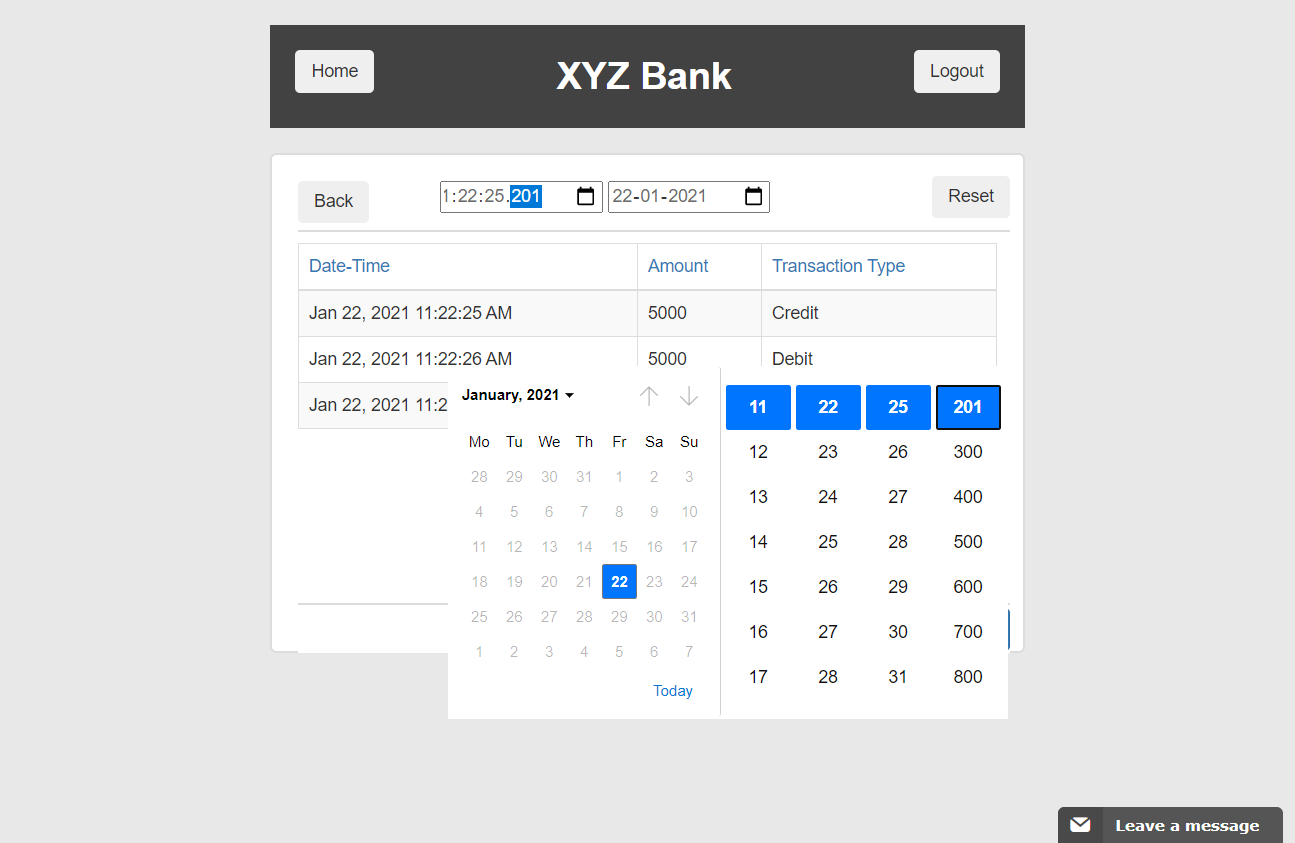 Home XYZ Bank Logout
Back 1:22:25.201 22-01-2021 Reset
Date-Time Amount Transaction Type
Jan 22, 2021 11:22:25 AM 5000 Credit
Jan 22, 2021 11:22:26 AM 5000 Debit
Jan 22, 2021 11:2
January, 2021
Mo Tu We Th Fr Sa Su
28 29 30 31 1 2 3
4 5 6 7 8 9 10
11 12 13 14 15 16 17
18 19 20 21 22 23 24
25 26 27 28 29 30 31
1 2 3 4 5 6 7
Today
11 22 25 201
12 23 26 300
13 24 27 400
14 25 28 500
15 26 29 600
16 27 30 700
17 28 31 800
Leave a message